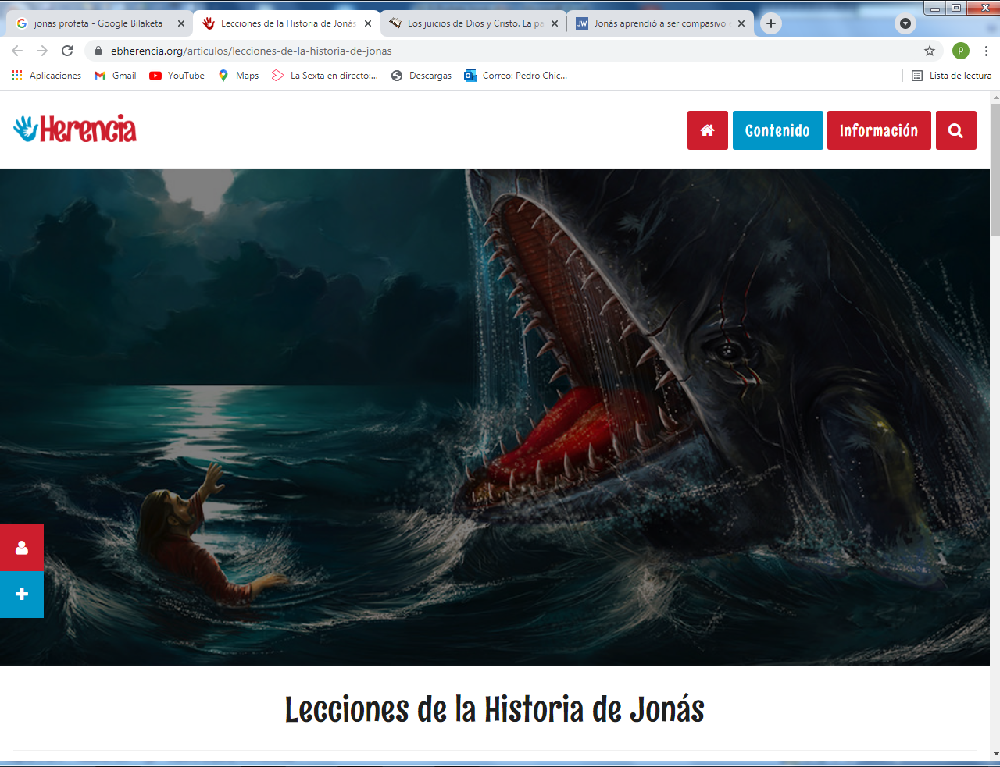 jonas profeta - Google Bilaketa
Lecciones de la Historia de Jonás
Los juicios de Dios y Cristo. La pa
JW
Jonás aprendió a ser compasivo
ebherencia.org/articulos/lecciones-de-la-historia-de-jonas
p
Aplicaciones
Gmail
YouTube
Maps
La Sexta en directo:...
Descargas
Correo: Pedro Chic...
Lista de lectura
Herencia
Contenido
Información
Lecciones de la Historia de Jonás